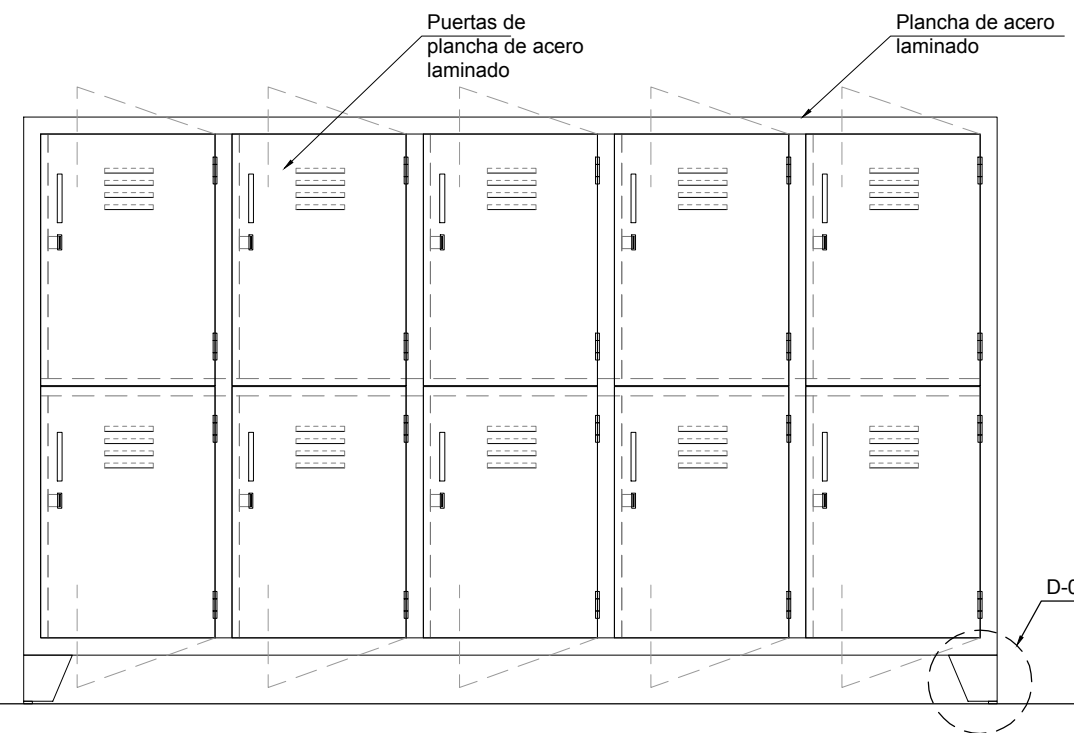 Puertas de
plancha de acero
laminado
Plancha de acero
laminado